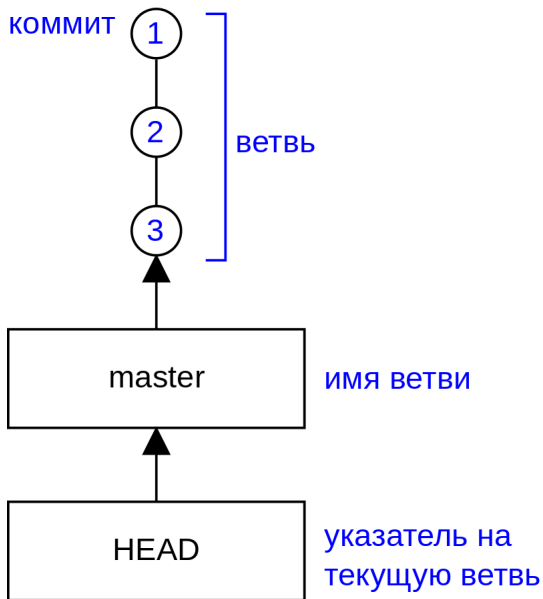 коммит 1
2
ветвь
3
master
имя ветви
HEAD
указатель на
текущую ветвь